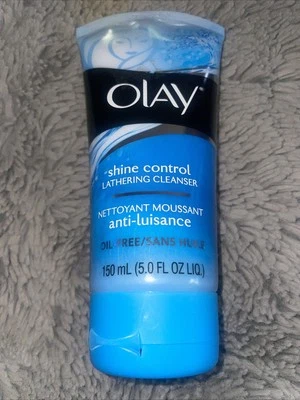 OLAY
shine control
LATHERING CLEANSER
NETTOYANT MOUSSANT
anti-luisance
OIL FREE/SANS HUILE
150 mL (5.0 FL OZ LIQ.)